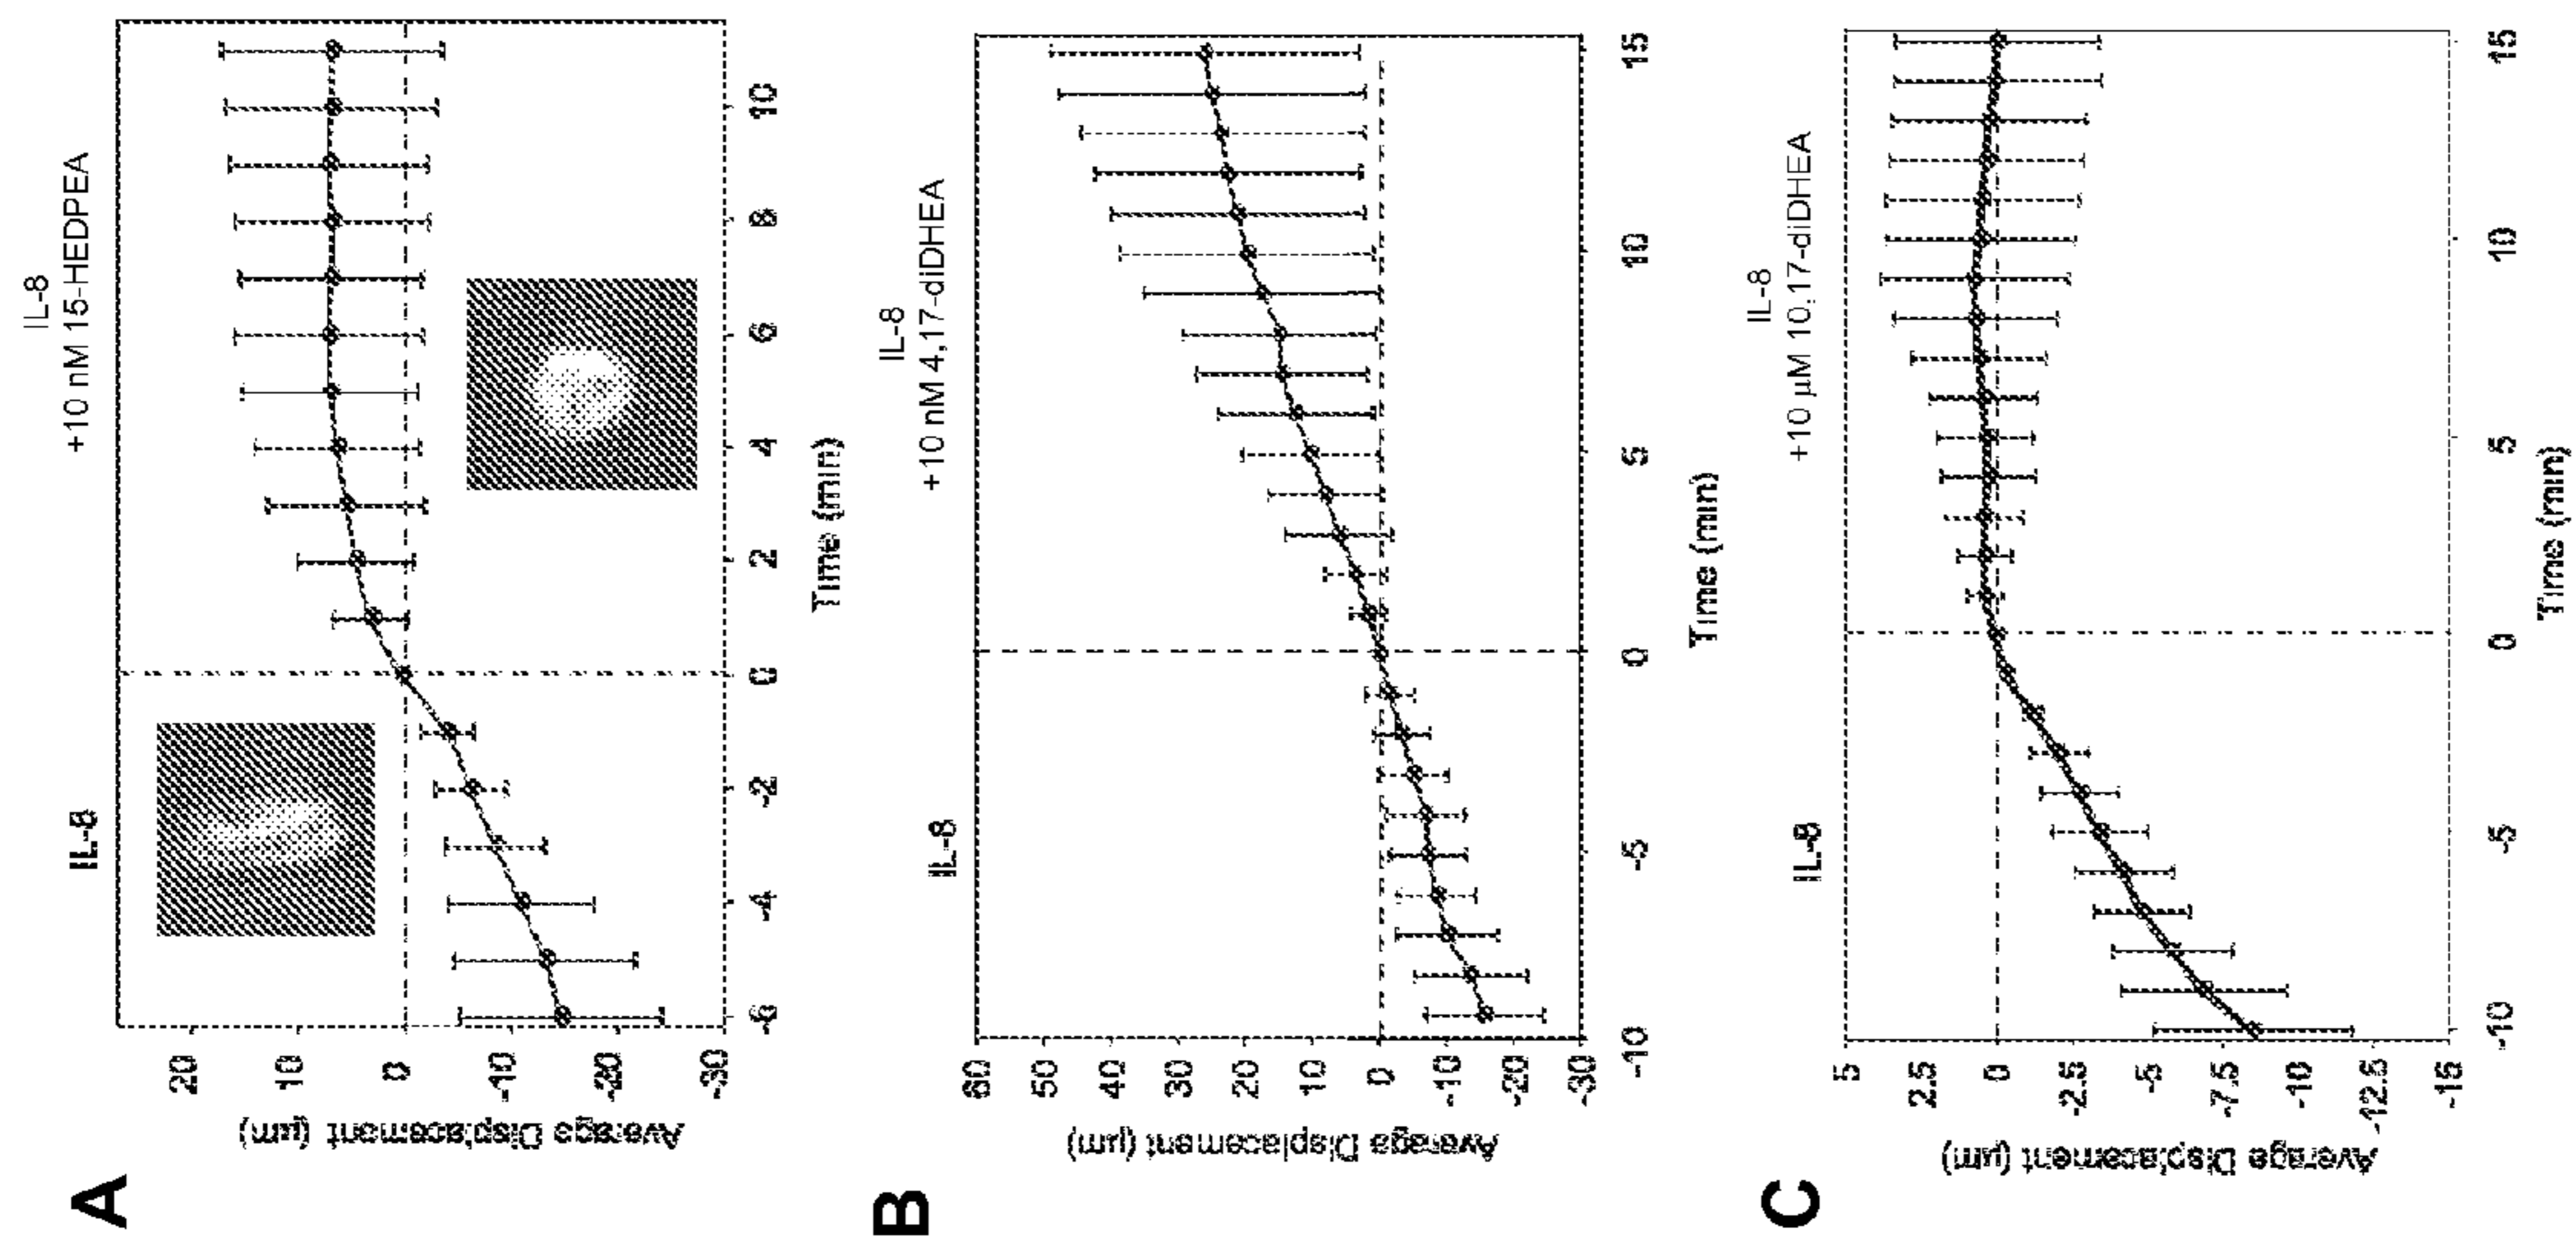 A
IL-8
IL-8
+10 nM 15-HEDPEA
Average Displacement (µm)
20
10
0
-10
-20
-30
-6
-4
-2
0
2
4
6
8
10
Time (min)
B
IL-8
IL-8
+10 nM 4,17-diDHEA
Average Displacement (µm)
60
50
40
30
20
10
0
-10
-20
-30
-10
-5
0
5
10
15
Time (min)
C
IL-8
IL-8
+10 µM 10,17-diDHEA
Average Displacement (µm)
5
2.5
0
-2.5
-5
-7.5
-10
-12.5
-15
-10
-5
0
5
10
15
Time (min)